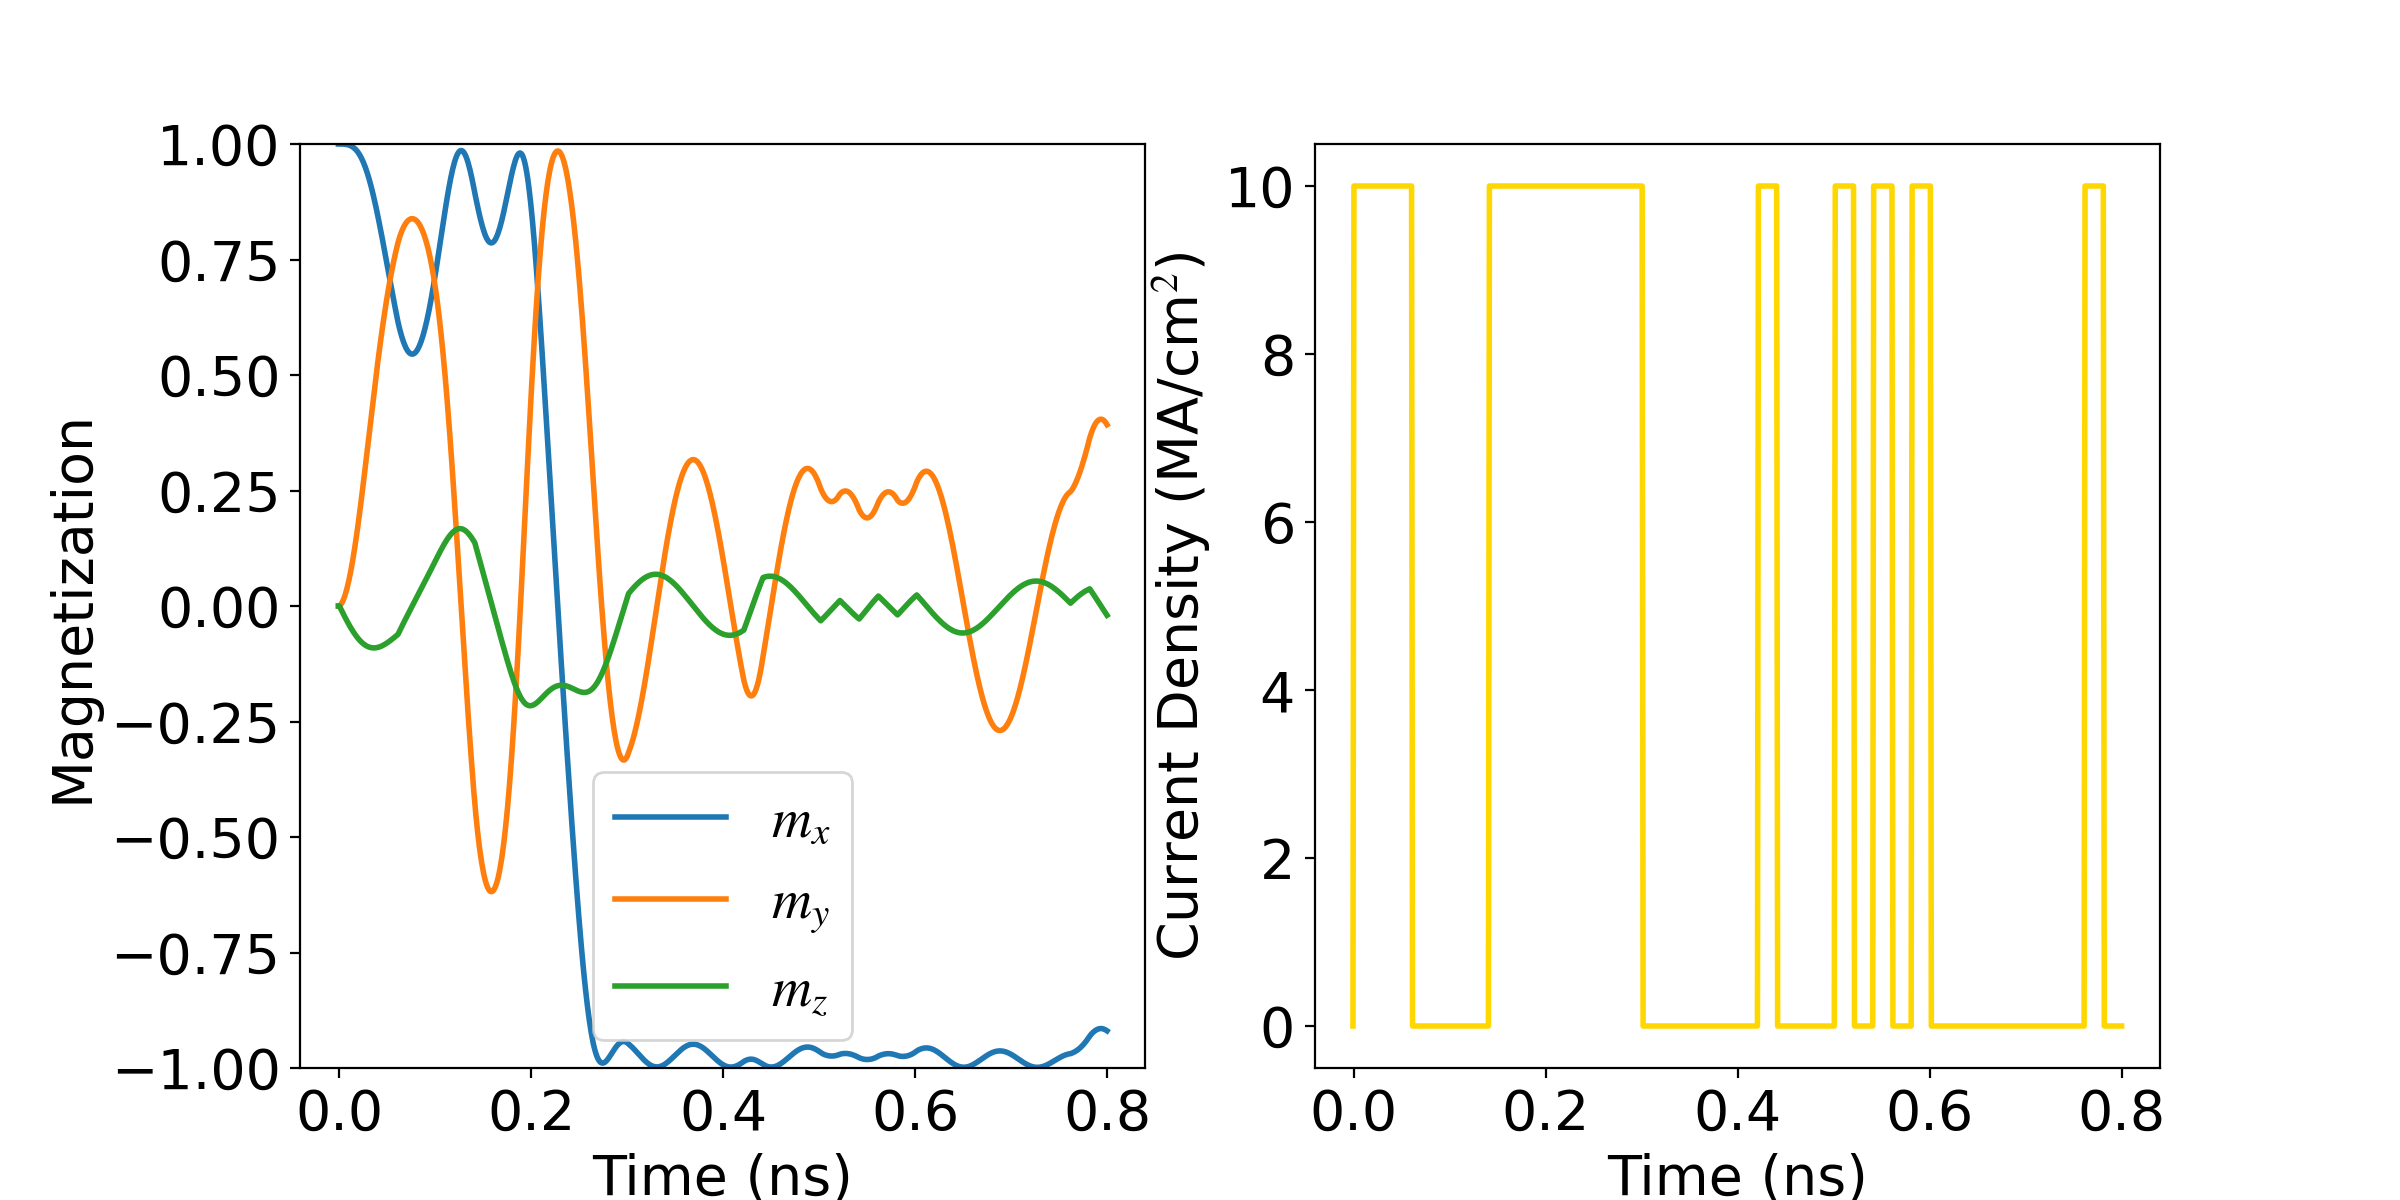 Magnetization
1.00
0.75
0.50
0.25
0.00
−0.25
−0.50
−0.75
−1.00
0.0 0.2 0.4 0.6 0.8
Time (ns)
m_x
m_y
m_z
Current Density (MA/cm²)
10
8
6
4
2
0
0.0 0.2 0.4 0.6 0.8
Time (ns)